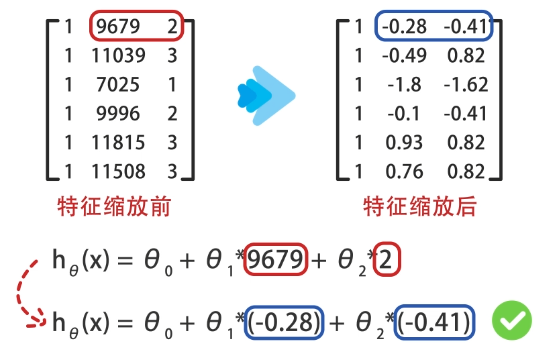 1 9679 2
1 11039 3
1 7025 1
1 9996 2
1 11815 3
1 11508 3
特征缩放前
1 -0.28 -0.41
1 -0.49 0.82
1 -1.8 -1.62
1 -0.1 -0.41
1 0.93 0.82
1 0.76 0.82
特征缩放后
hθ(x) = θ0 + θ1*9679 + θ2*2
hθ(x) = θ0 + θ1*(-0.28) + θ2*(-0.41)